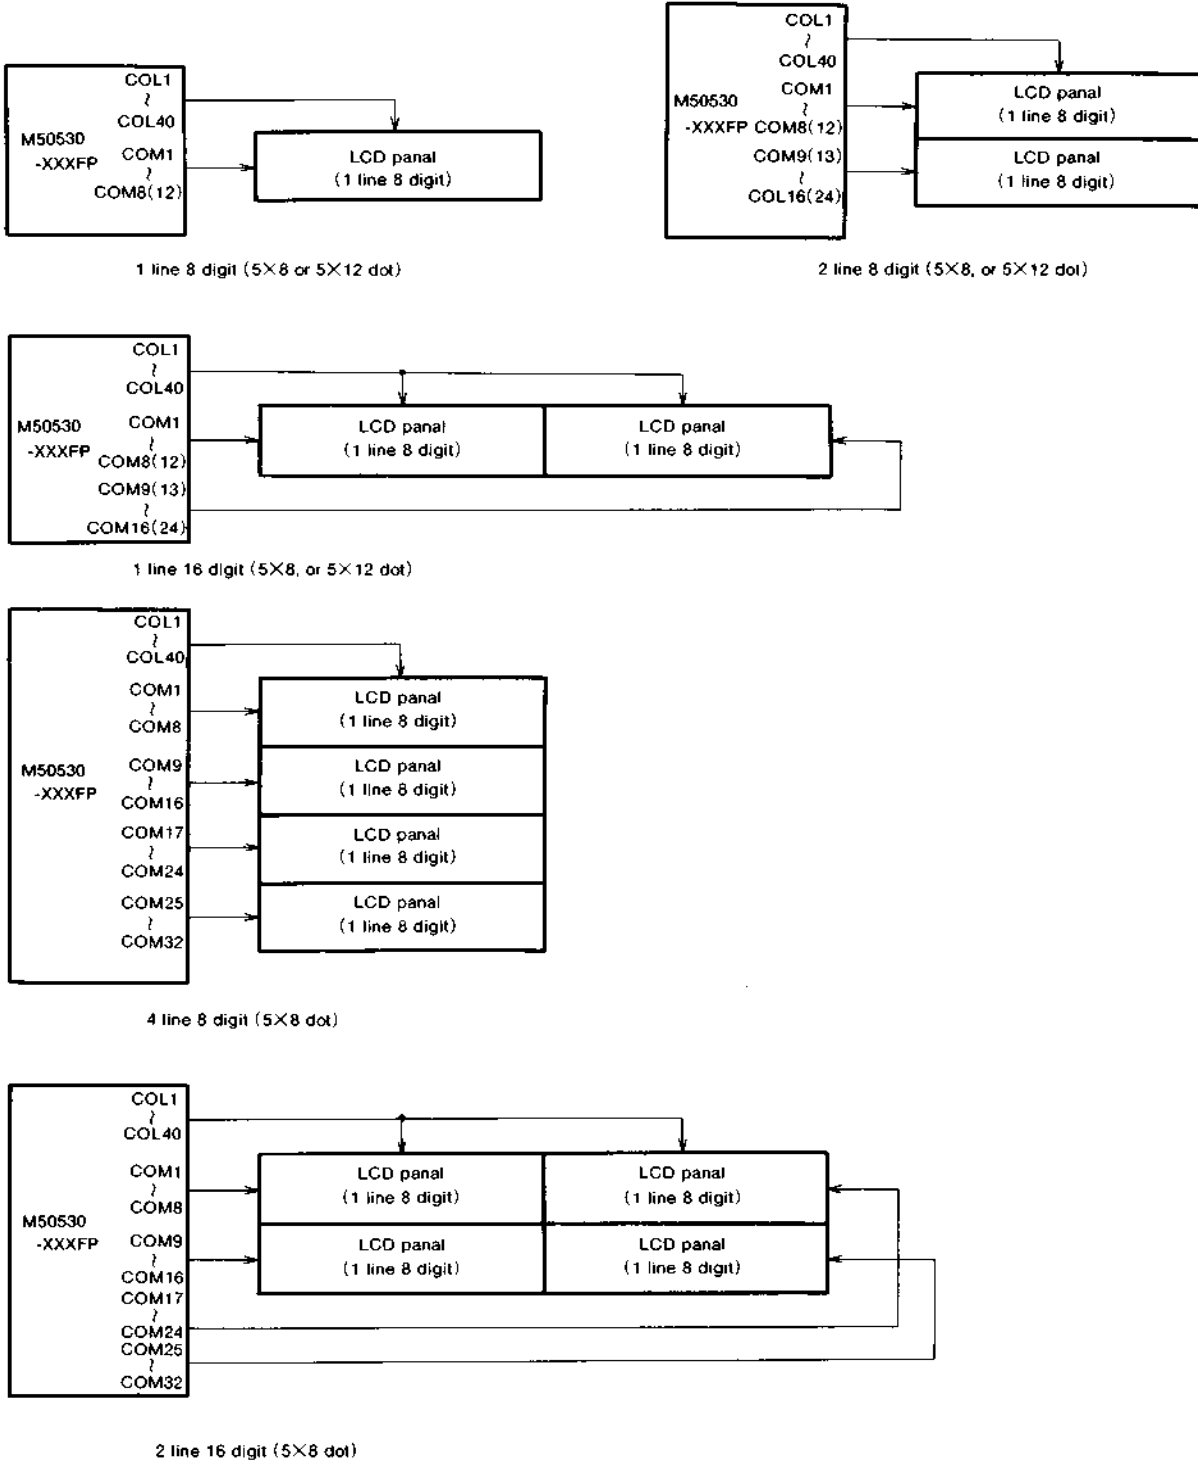 COL1
~
COL40
M50530
-XXXFP
COM1
~
COM8(12)
LCD panal
(1 line 8 digit)
1 line 8 digit (5×8 or 5×12 dot)
COL1
~
COL40
M50530
-XXXFP
COM1
~
COM8(12)
COM9(13)
~
COL16(24)
LCD panal
(1 line 8 digit)
LCD panal
(1 line 8 digit)
2 line 8 digit (5×8, or 5×12 dot)
COL1
~
COL40
M50530
-XXXFP
COM1
~
COM8(12)
COM9(13)
~
COM16(24)
LCD panal
(1 line 8 digit)
LCD panal
(1 line 8 digit)
1 line 16 digit (5×8, or 5×12 dot)
COL1
~
COL40
COM1
~
COM8
M50530
-XXXFP
COM9
~
COM16
COM17
~
COM24
COM25
~
COM32
LCD panal
(1 line 8 digit)
LCD panal
(1 line 8 digit)
LCD panal
(1 line 8 digit)
LCD panal
(1 line 8 digit)
4 line 8 digit (5×8 dot)
COL1
~
COL40
COM1
~
COM8
M50530
-XXXFP
COM9
~
COM16
COM17
~
COM24
COM25
~
COM32
LCD panal
(1 line 8 digit)
LCD panal
(1 line 8 digit)
LCD panal
(1 line 8 digit)
LCD panal
(1 line 8 digit)
2 line 16 digit (5×8 dot)